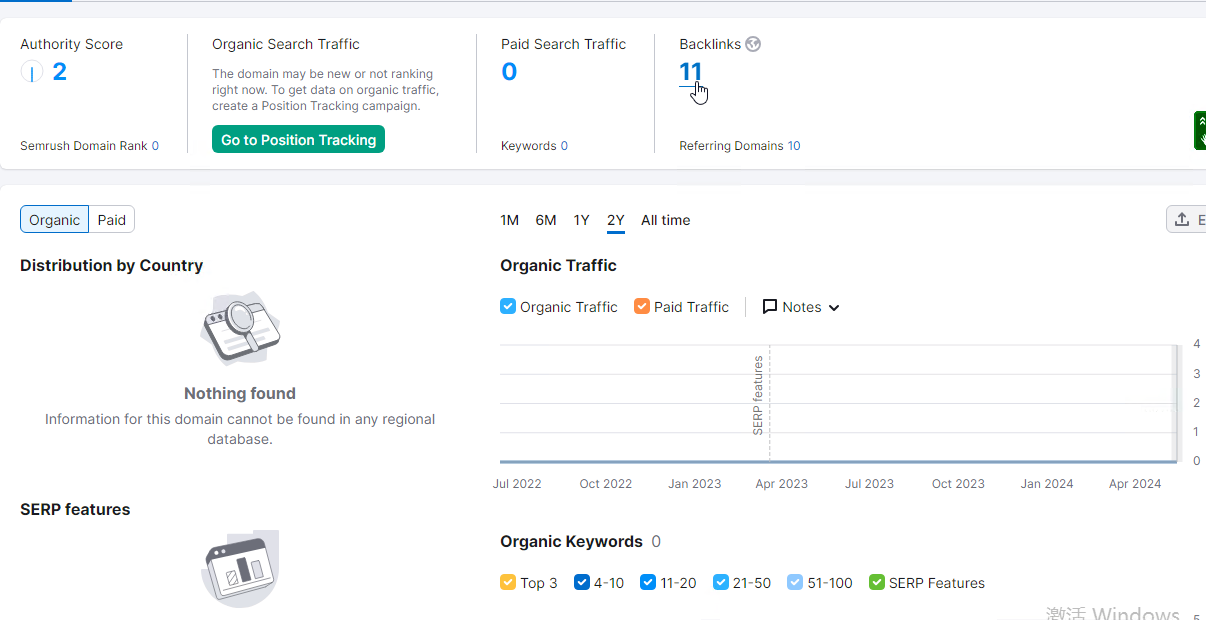 Authority Score
2
Semrush Domain Rank 0
Organic Search Traffic
The domain may be new or not ranking
right now. To get data on organic traffic,
create a Position Tracking campaign.
Go to Position Tracking
Paid Search Traffic
0
Keywords 0
Backlinks
11
Referring Domains 10
Organic
Paid
1M
6M
1Y
2Y
All time
E
Distribution by Country
Nothing found
Information for this domain cannot be found in any regional
database.
SERP features
Organic Traffic
Organic Traffic
Paid Traffic
Notes
4
3
2
1
0
SERP features
Jul 2022
Oct 2022
Jan 2023
Apr 2023
Jul 2023
Oct 2023
Jan 2024
Apr 2024
Organic Keywords 0
Top 3
4-10
11-20
21-50
51-100
SERP Features
激活 Windows
5